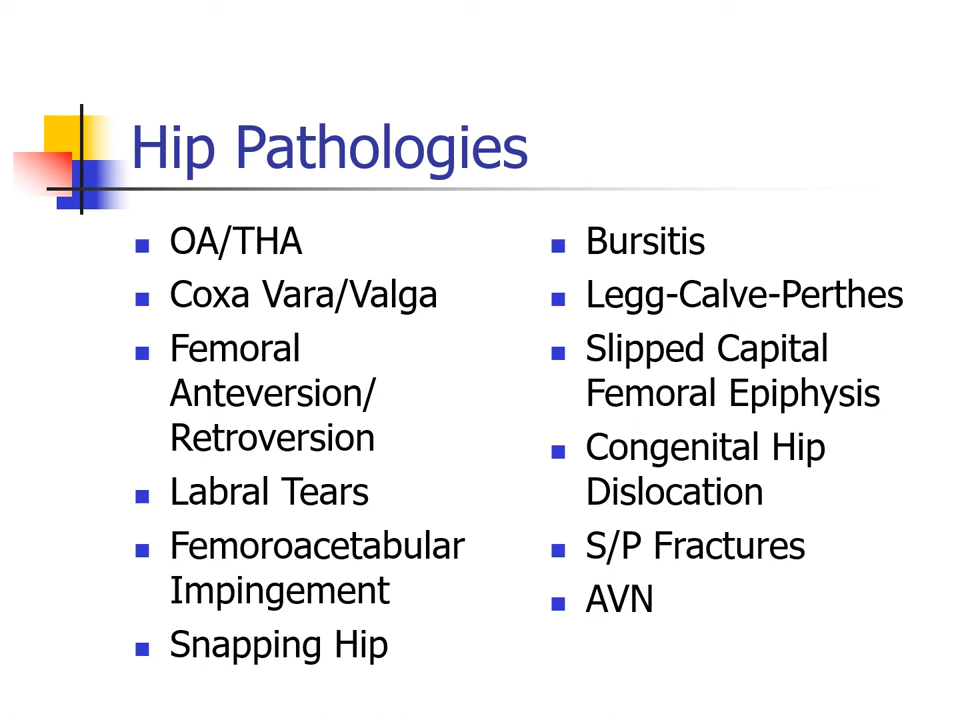 Hip Pathologies
OA/THA
Coxa Vara/Valga
Femoral
Anteversion/
Retroversion
Labral Tears
Femoroacetabular
Impingement
Snapping Hip
Bursitis
Legg-Calve-Perthes
Slipped Capital
Femoral Epiphysis
Congenital Hip
Dislocation
S/P Fractures
AVN